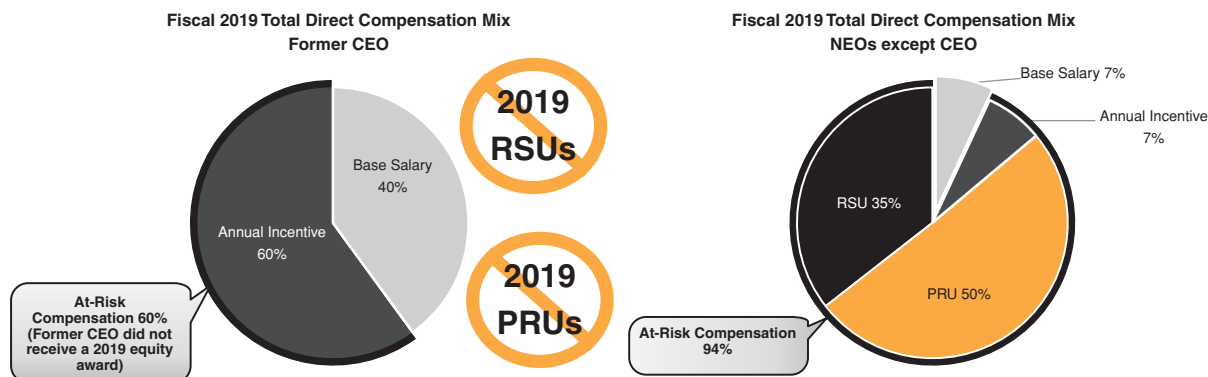 Fiscal 2019 Total Direct Compensation Mix
Former CEO
Base Salary
40%
Annual Incentive
60%
At-Risk
Compensation 60%
(Former CEO did not
receive a 2019 equity
award)
2019
RSUs
2019
PRUs
Fiscal 2019 Total Direct Compensation Mix
NEOs except CEO
Base Salary 7%
Annual Incentive
7%
RSU 35%
PRU 50%
At-Risk Compensation
94%